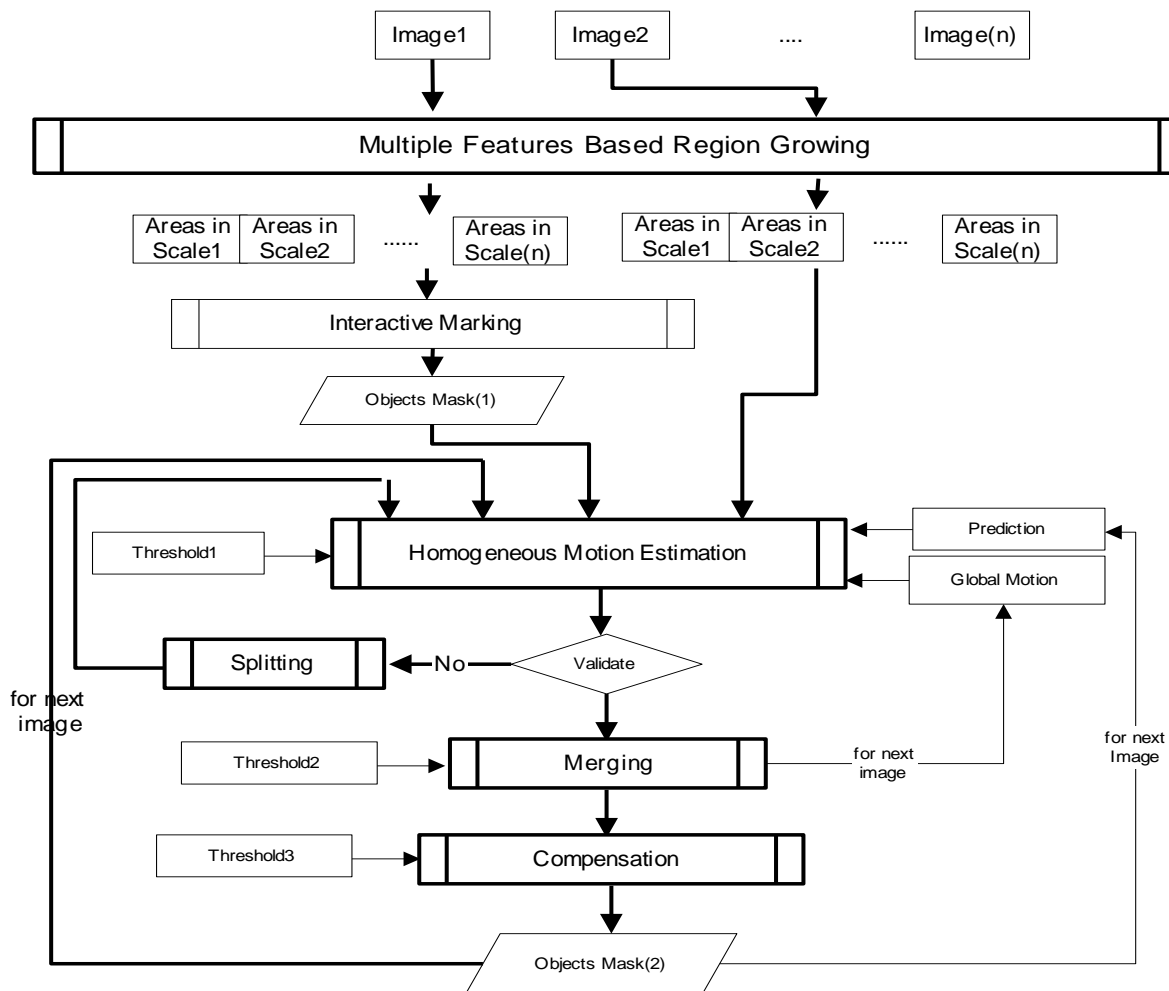 Image1
Image2
....
Image(n)
Multiple Features Based Region Growing
Areas in
Scale1
Areas in
Scale2
......
Areas in
Scale(n)
Areas in
Scale1
Areas in
Scale2
......
Areas in
Scale(n)
Interactive Marking
Objects Mask(1)
Threshold1
Homogeneous Motion Estimation
Prediction
Global Motion
Splitting
No
Validate
for next
image
Threshold2
Merging
for next
image
for next
Image
Threshold3
Compensation
Objects Mask(2)